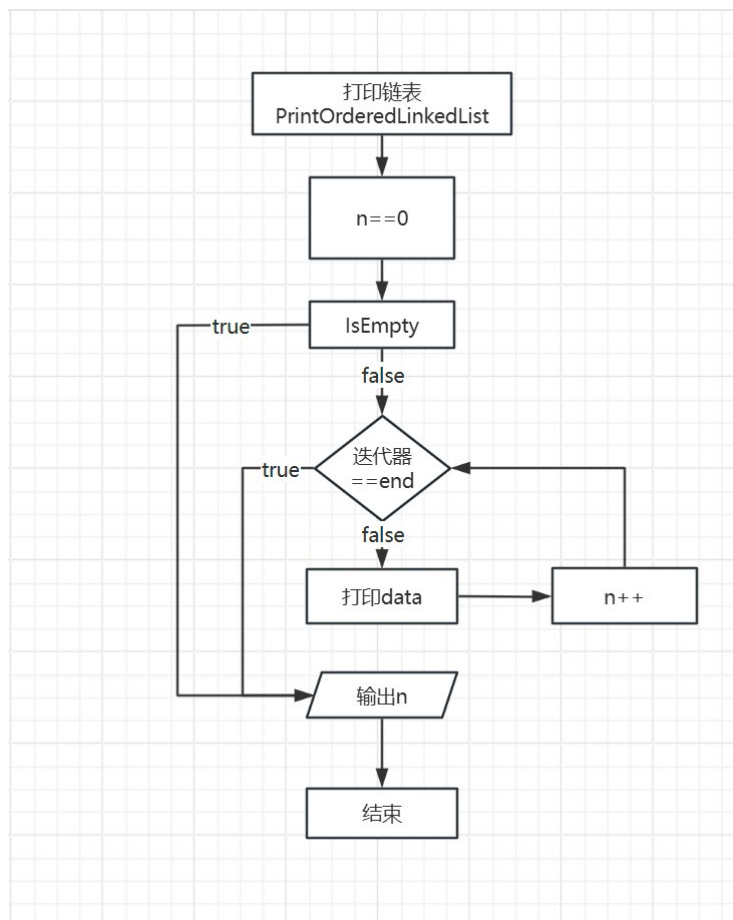 打印链表
PrintOrderedLinkedList
n==0
true
IsEmpty
false
true
迭代器
==end
false
打印data
n++
输出n
结束